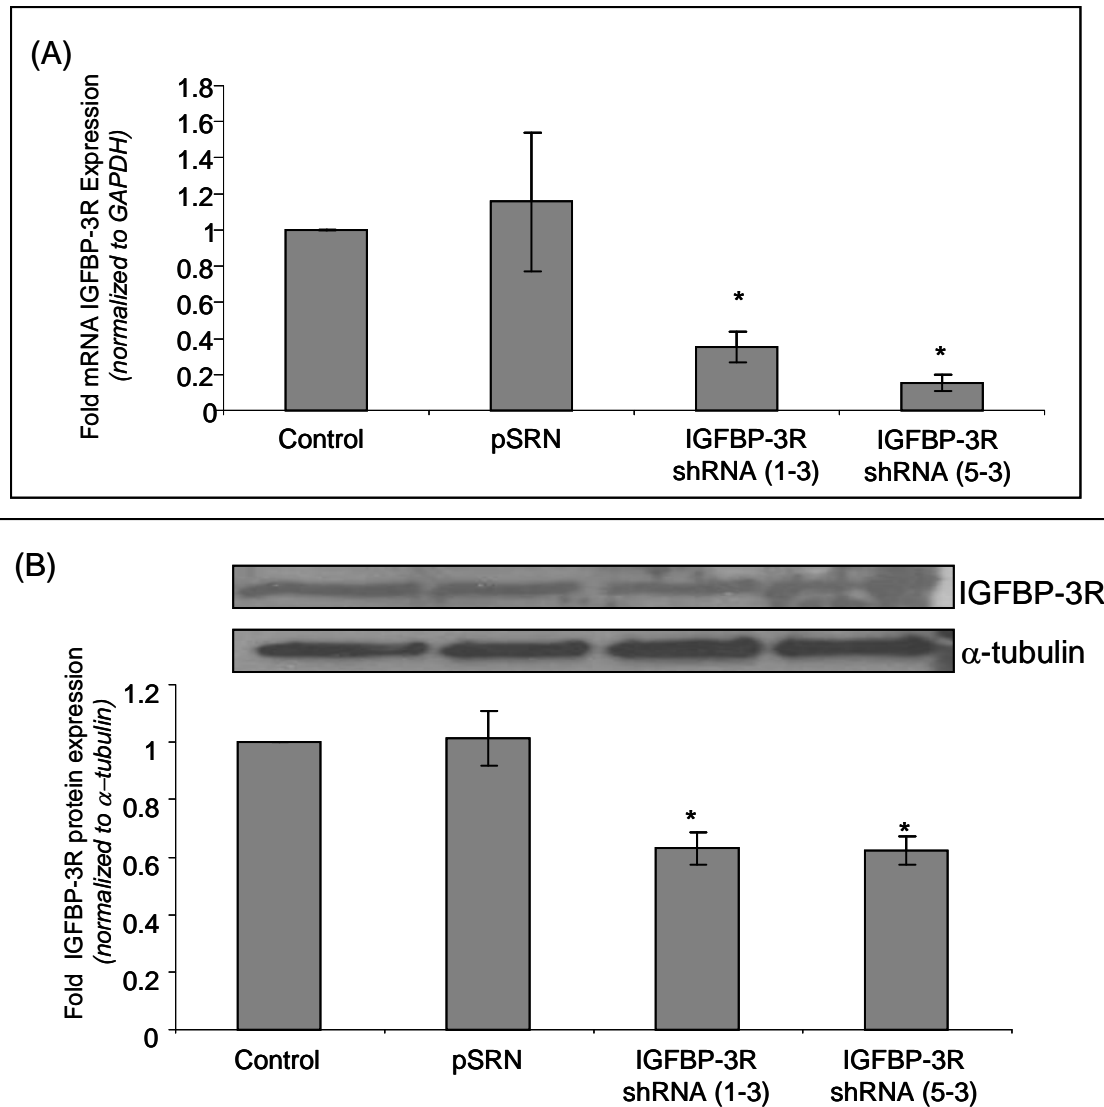 (A)
Fold mRNA IGFBP-3R Expression
(normalized to GAPDH)
1.8
1.6
1.4
1.2
1
0.8
0.6
0.4
0.2
0
*
*
Control
pSRN
IGFBP-3R
shRNA (1-3)
IGFBP-3R
shRNA (5-3)
(B)
IGFBP-3R
α-tubulin
Fold IGFBP-3R protein expression
(normalized to α–tubulin)
1.2
1
0.8
0.6
0.4
0.2
0
*
*
Control
pSRN
IGFBP-3R
shRNA (1-3)
IGFBP-3R
shRNA (5-3)